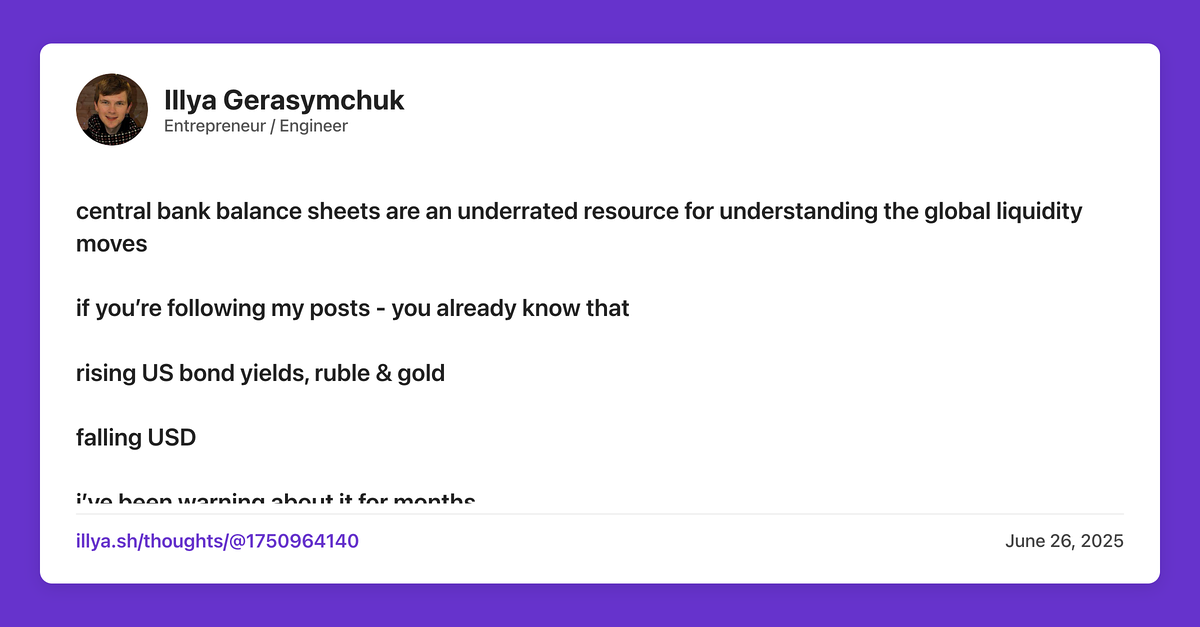 Illya Gerasymchuk
Entrepreneur / Engineer
central bank balance sheets are an underrated resource for understanding the global liquidity
moves
if you’re following my posts - you already know that
rising US bond yields, ruble & gold
falling USD
i’ve been warning about it for months
illya.sh/thoughts/@1750964140
June 26, 2025